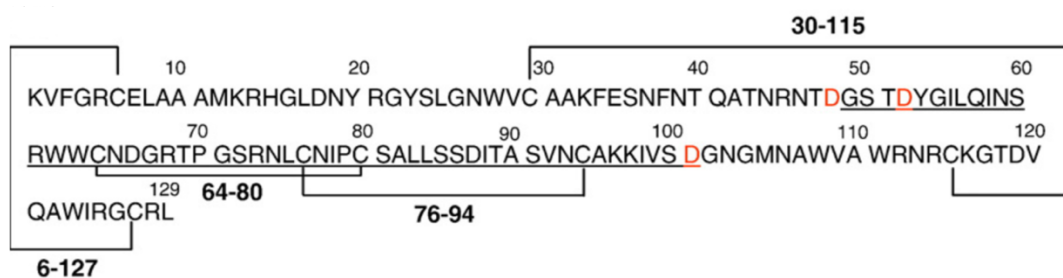 30-115
10 20 30 40 50 60
KVFGRCELAA AMKRHGLDNY RGYSLGNWVC AAKFESNFNT QATNRNTDGS TDYGILQINS
70 80 90 100 110 120
RWWCNDGRTP GSRNLCNIPC SALLSSDITA SVNCAKKIVS DGNGMNAWVA WRNRCKGTDV
129 64-80
QAWIRGCRL 76-94
6-127